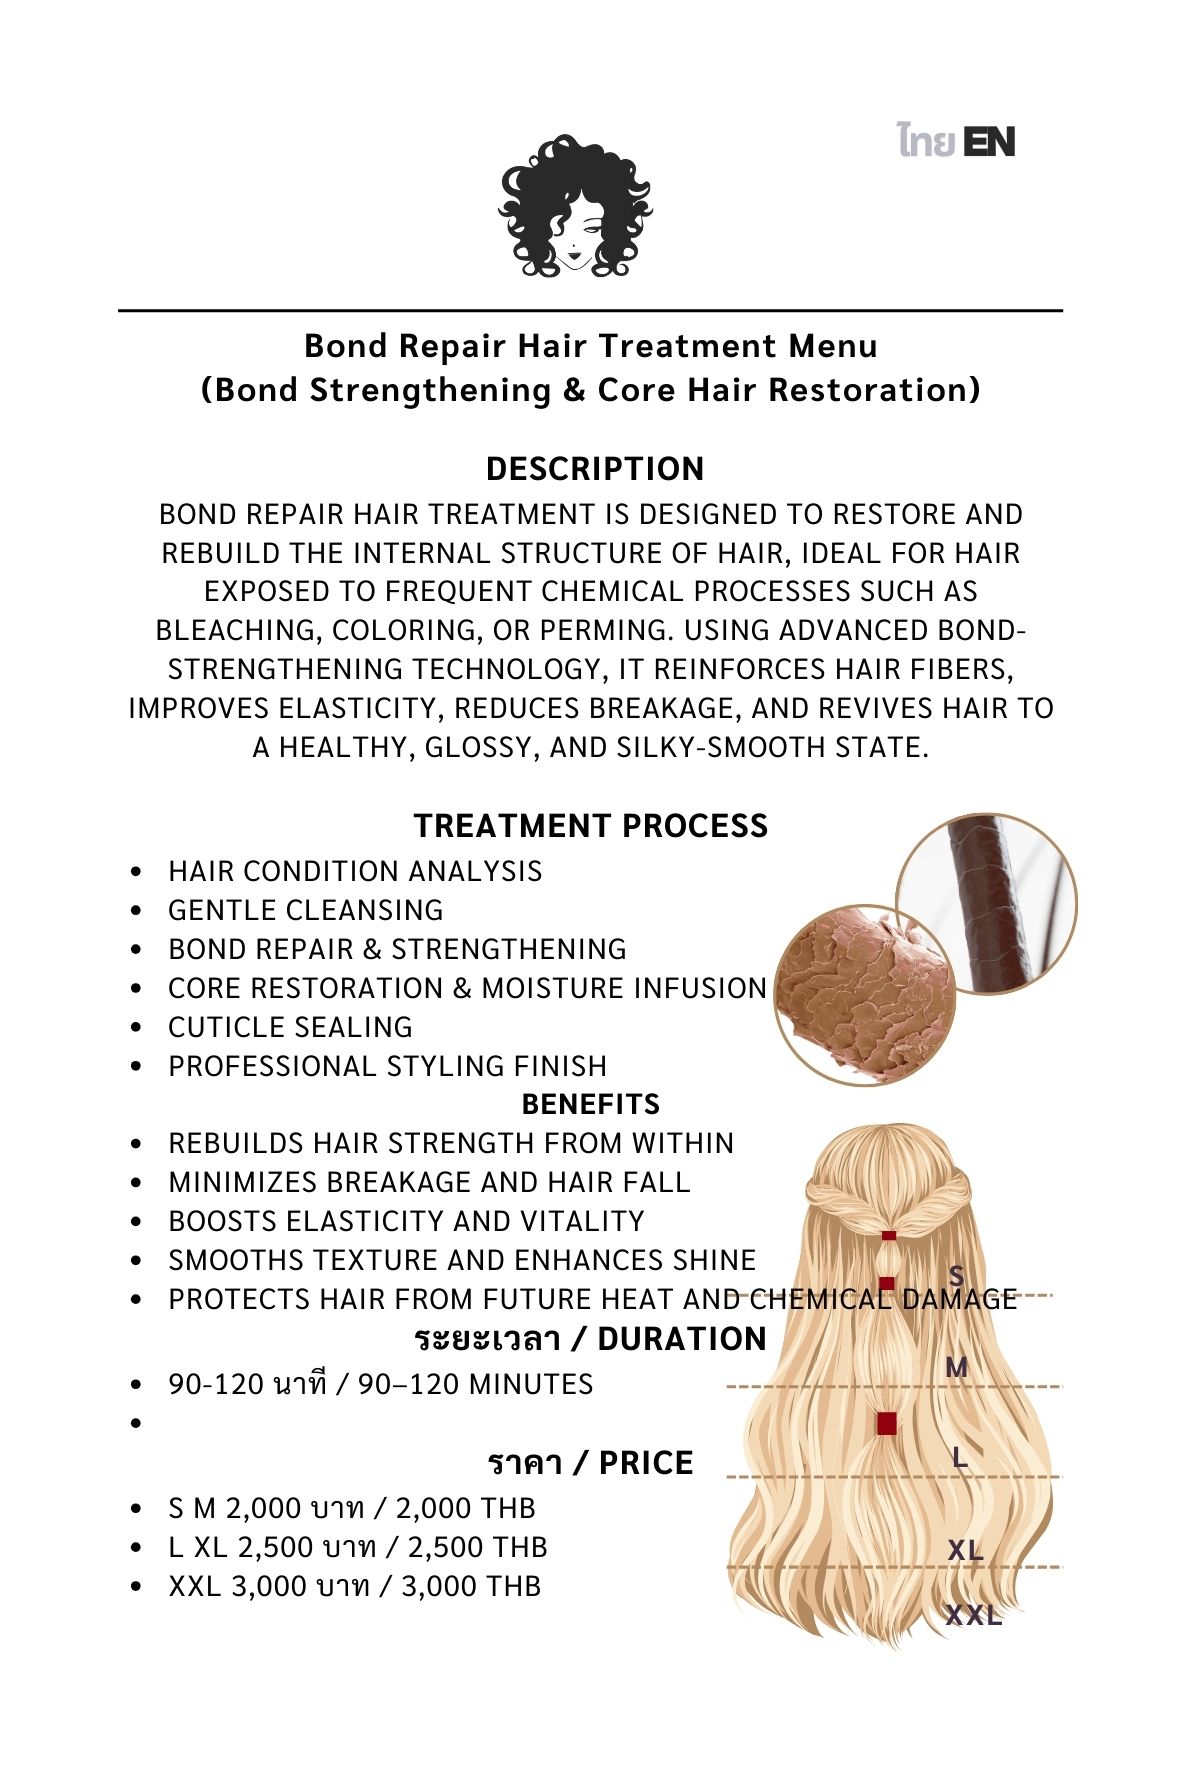 ไทย EN
Bond Repair Hair Treatment Menu
(Bond Strengthening & Core Hair Restoration)
DESCRIPTION
BOND REPAIR HAIR TREATMENT IS DESIGNED TO RESTORE AND
REBUILD THE INTERNAL STRUCTURE OF HAIR, IDEAL FOR HAIR
EXPOSED TO FREQUENT CHEMICAL PROCESSES SUCH AS
BLEACHING, COLORING, OR PERMING. USING ADVANCED BOND-
STRENGTHENING TECHNOLOGY, IT REINFORCES HAIR FIBERS,
IMPROVES ELASTICITY, REDUCES BREAKAGE, AND REVIVES HAIR TO
A HEALTHY, GLOSSY, AND SILKY-SMOOTH STATE.
TREATMENT PROCESS
• HAIR CONDITION ANALYSIS
• GENTLE CLEANSING
• BOND REPAIR & STRENGTHENING
• CORE RESTORATION & MOISTURE INFUSION
• CUTICLE SEALING
• PROFESSIONAL STYLING FINISH
BENEFITS
• REBUILDS HAIR STRENGTH FROM WITHIN
• MINIMIZES BREAKAGE AND HAIR FALL
• BOOSTS ELASTICITY AND VITALITY
• SMOOTHS TEXTURE AND ENHANCES SHINE
• PROTECTS HAIR FROM FUTURE HEAT AND CHEMICAL DAMAGE
ระยะเวลา / DURATION
• 90-120 นาที / 90–120 MINUTES
•
ราคา / PRICE
• S M 2,000 บาท / 2,000 THB
• L XL 2,500 บาท / 2,500 THB
• XXL 3,000 บาท / 3,000 THB
S
M
L
XL
XXL